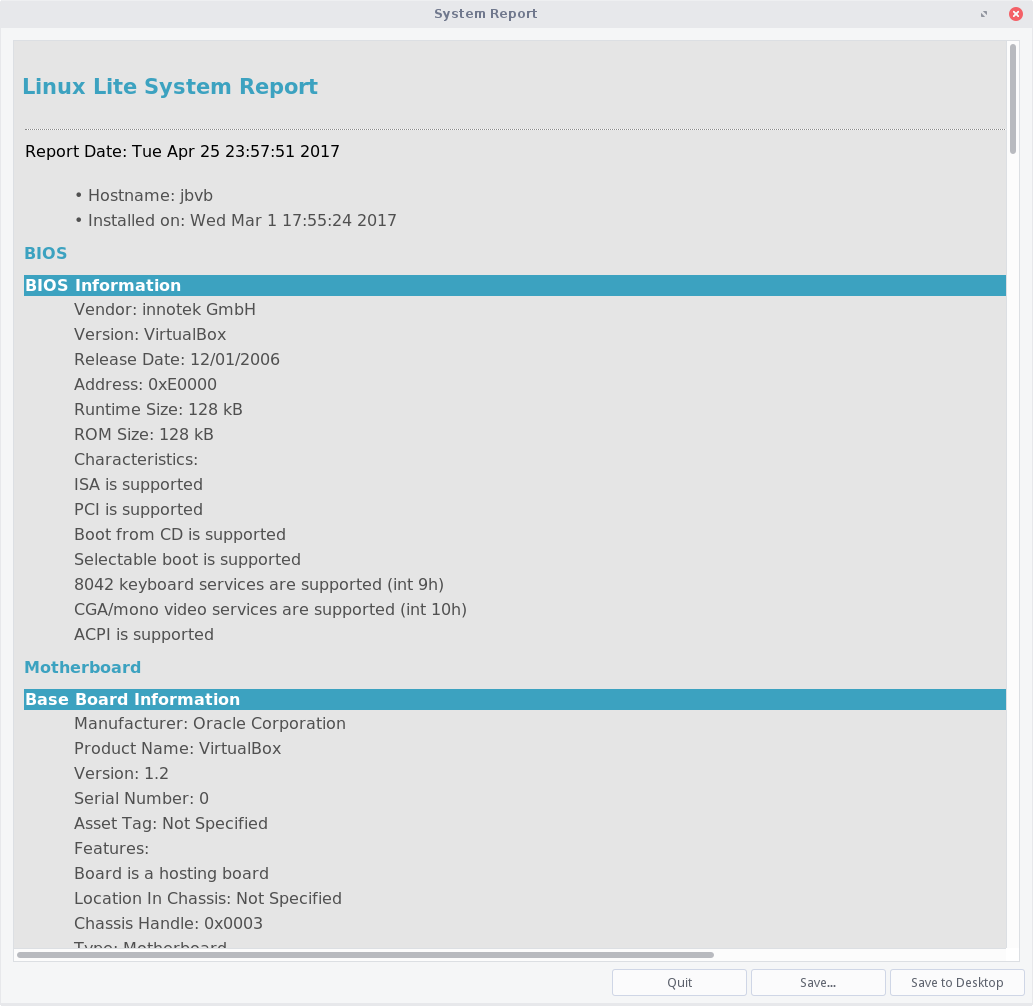 System Report
Linux Lite System Report
Report Date: Tue Apr 25 23:57:51 2017
• Hostname: jbvb
• Installed on: Wed Mar 1 17:55:24 2017
BIOS
BIOS Information
Vendor: innotek GmbH
Version: VirtualBox
Release Date: 12/01/2006
Address: 0xE0000
Runtime Size: 128 kB
ROM Size: 128 kB
Characteristics:
ISA is supported
PCI is supported
Boot from CD is supported
Selectable boot is supported
8042 keyboard services are supported (int 9h)
CGA/mono video services are supported (int 10h)
ACPI is supported
Motherboard
Base Board Information
Manufacturer: Oracle Corporation
Product Name: VirtualBox
Version: 1.2
Serial Number: 0
Asset Tag: Not Specified
Features:
Board is a hosting board
Location In Chassis: Not Specified
Chassis Handle: 0x0003
Type: Motherboard
Quit
Save...
Save to Desktop